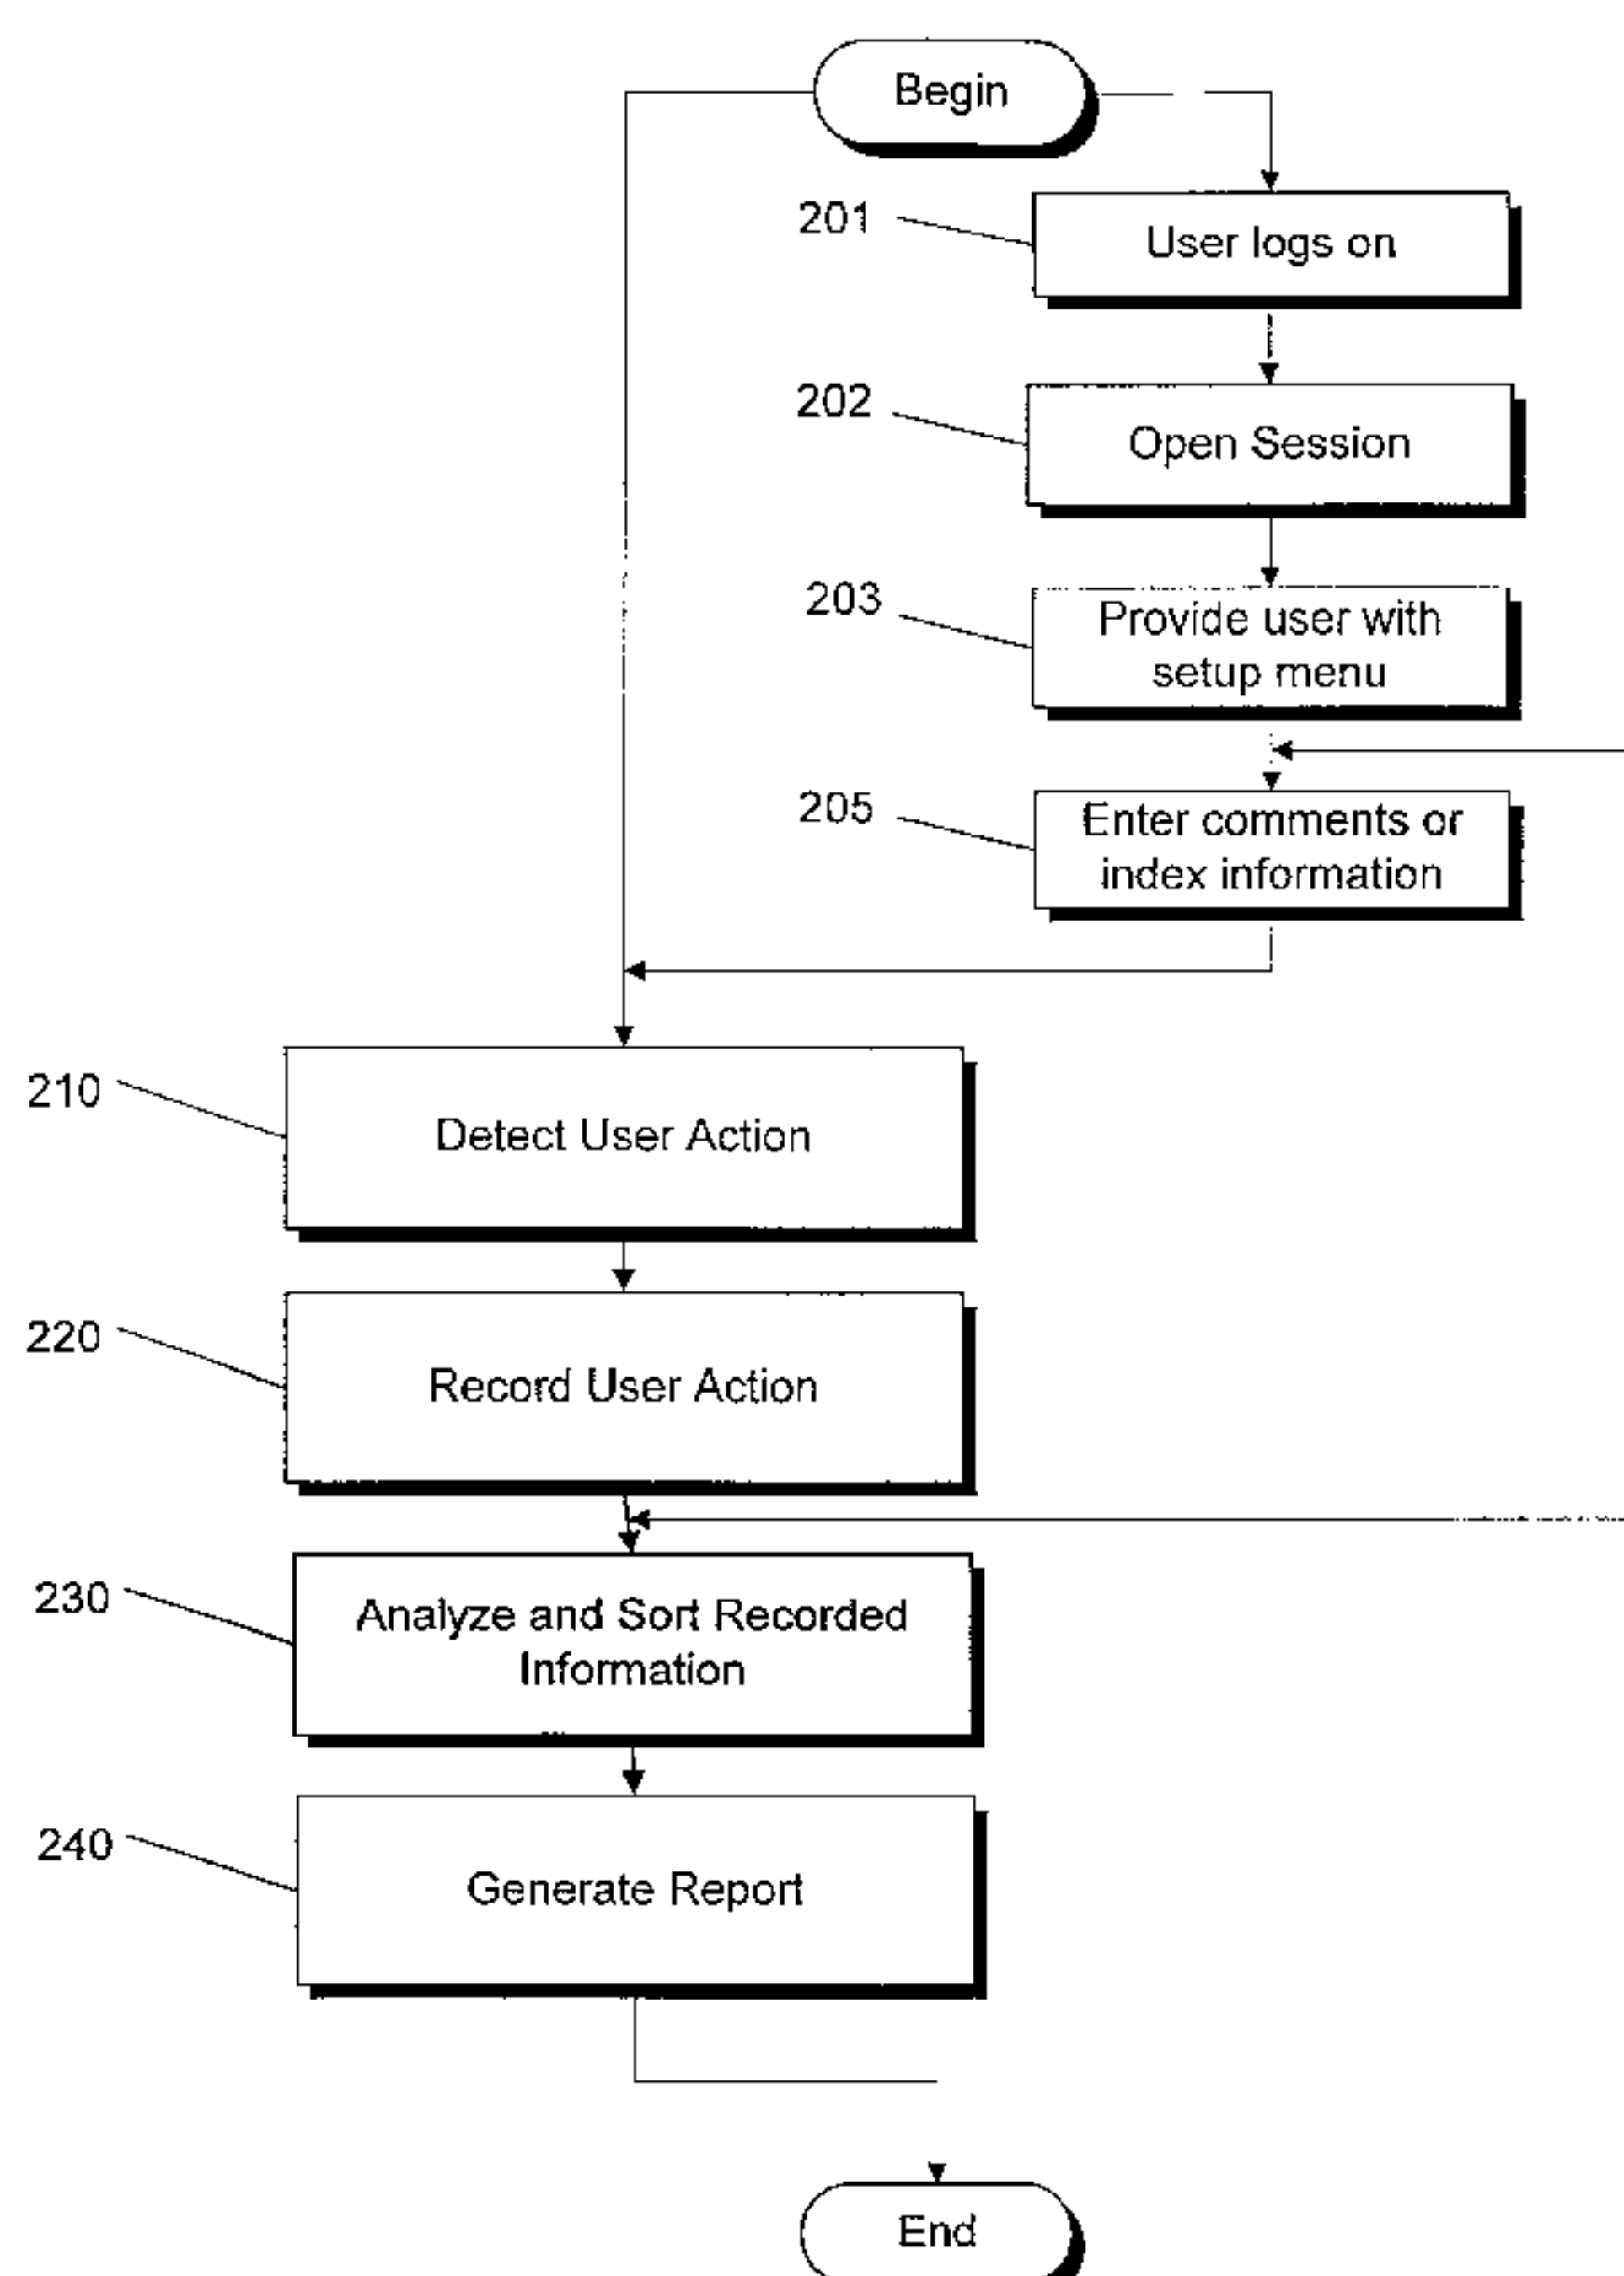 Begin
201
User logs on
202
Open Session
203
Provide user with
setup menu
205
Enter comments or
index information
210
Detect User Action
220
Record User Action
230
Analyze and Sort Recorded
Information
240
Generate Report
End